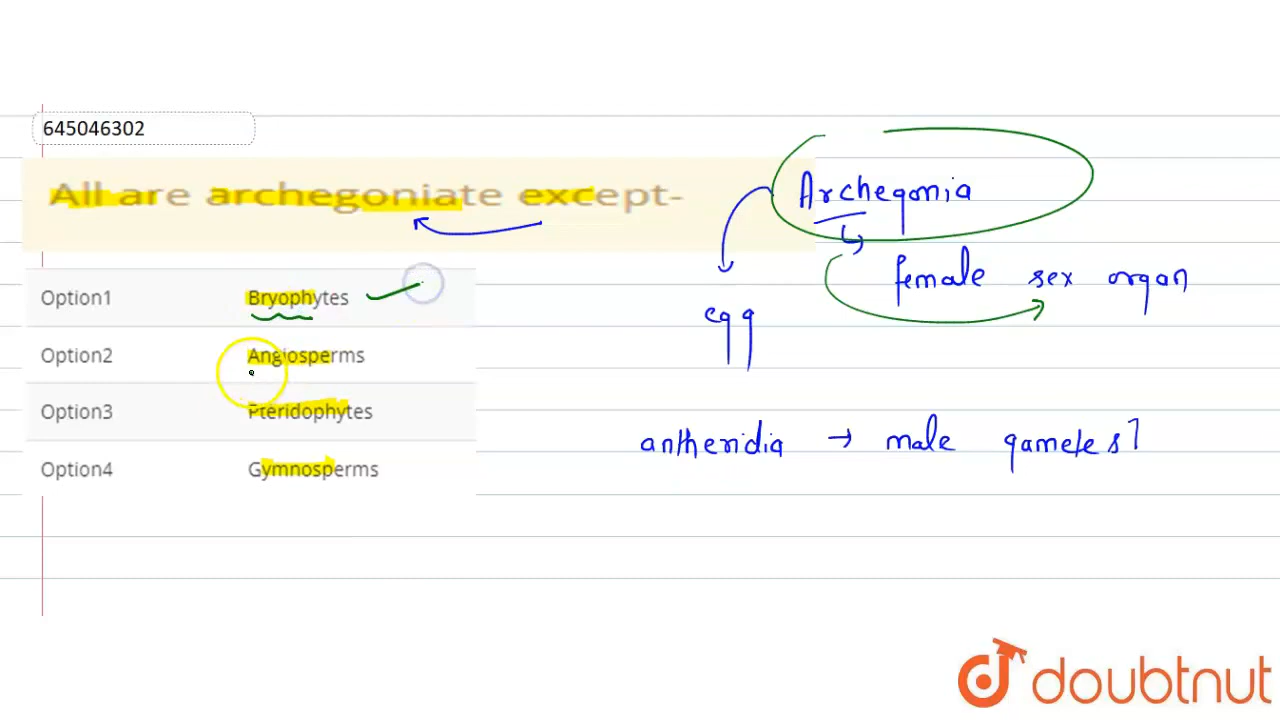 645046302
All are archegoniate except-
Archegonia
female sex organ
egg
Option1 Bryophytes
Option2 Angiosperms
Option3 Pteridophytes
Option4 Gymnosperms
antheridia → male gametes
doubtnut